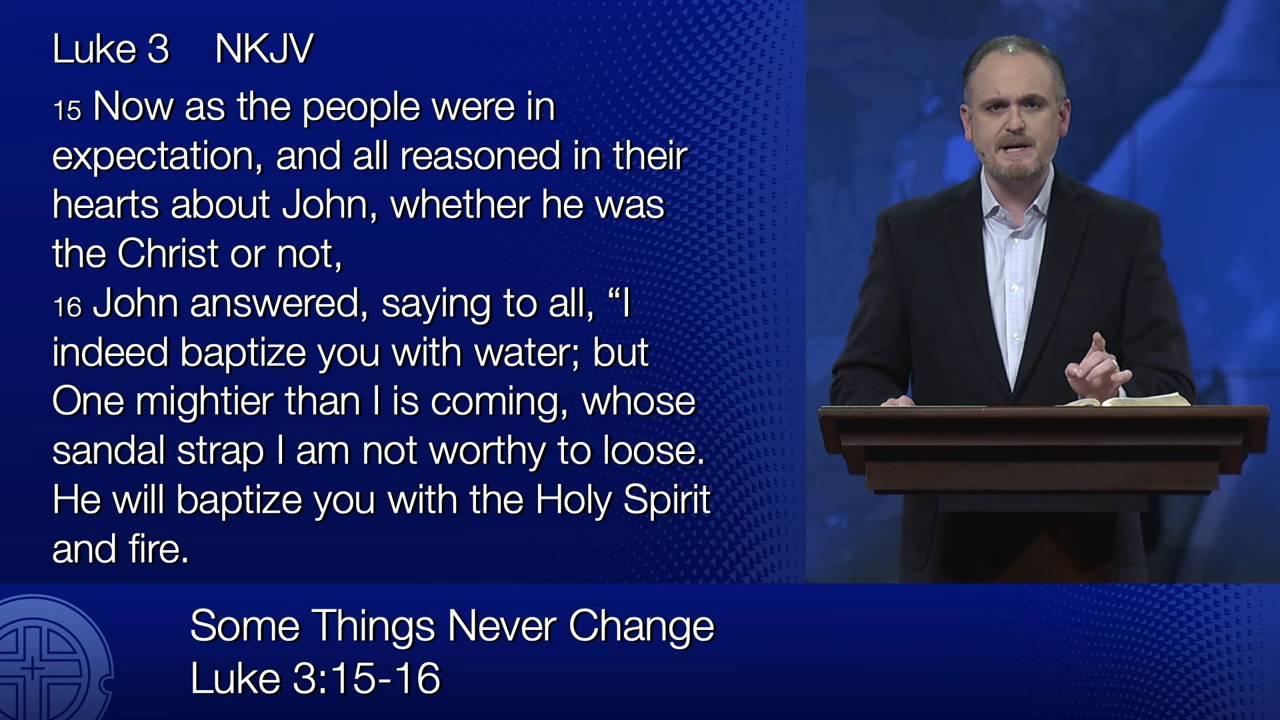 Luke 3 NKJV
15 Now as the people were in
expectation, and all reasoned in their
hearts about John, whether he was
the Christ or not,
16 John answered, saying to all, “I
indeed baptize you with water; but
One mightier than I is coming, whose
sandal strap I am not worthy to loose.
He will baptize you with the Holy Spirit
and fire.
Some Things Never Change
Luke 3:15-16